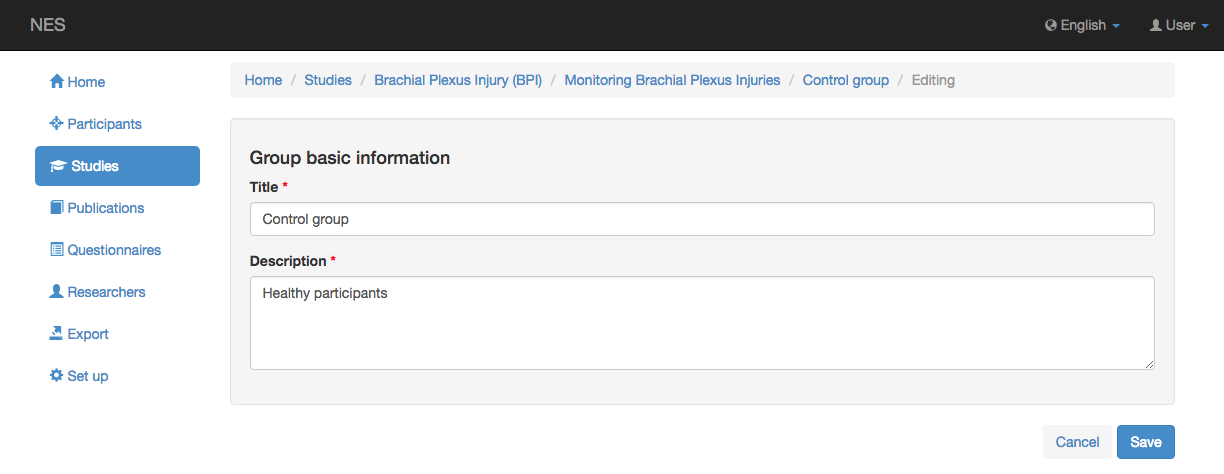 NES
English
User
Home
Participants
Studies
Publications
Questionnaires
Researchers
Export
Set up
Home / Studies / Brachial Plexus Injury (BPI) / Monitoring Brachial Plexus Injuries / Control group / Editing
Group basic information
Title *
Control group
Description *
Healthy participants
Cancel
Save